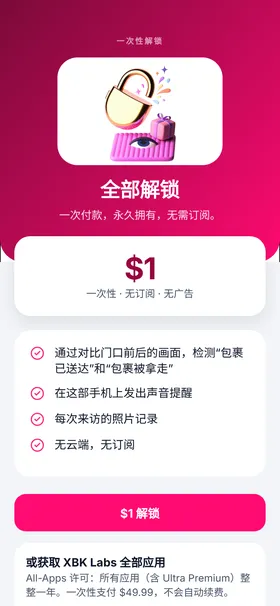 一次性解锁
全部解锁
一次付款，永久拥有，无需订阅。
$1
一次性 · 无订阅 · 无广告
通过对比门口前后的画面，检测“包裹
已送达”和“包裹被拿走”
在这部手机上发出声音提醒
每次来访的照片记录
无云端，无订阅
$1 解锁
或获取 XBK Labs 全部应用
All-Apps 许可：所有应用（含 Ultra Premium）整
整一年。一次性支付 $49.99，不会自动续费。